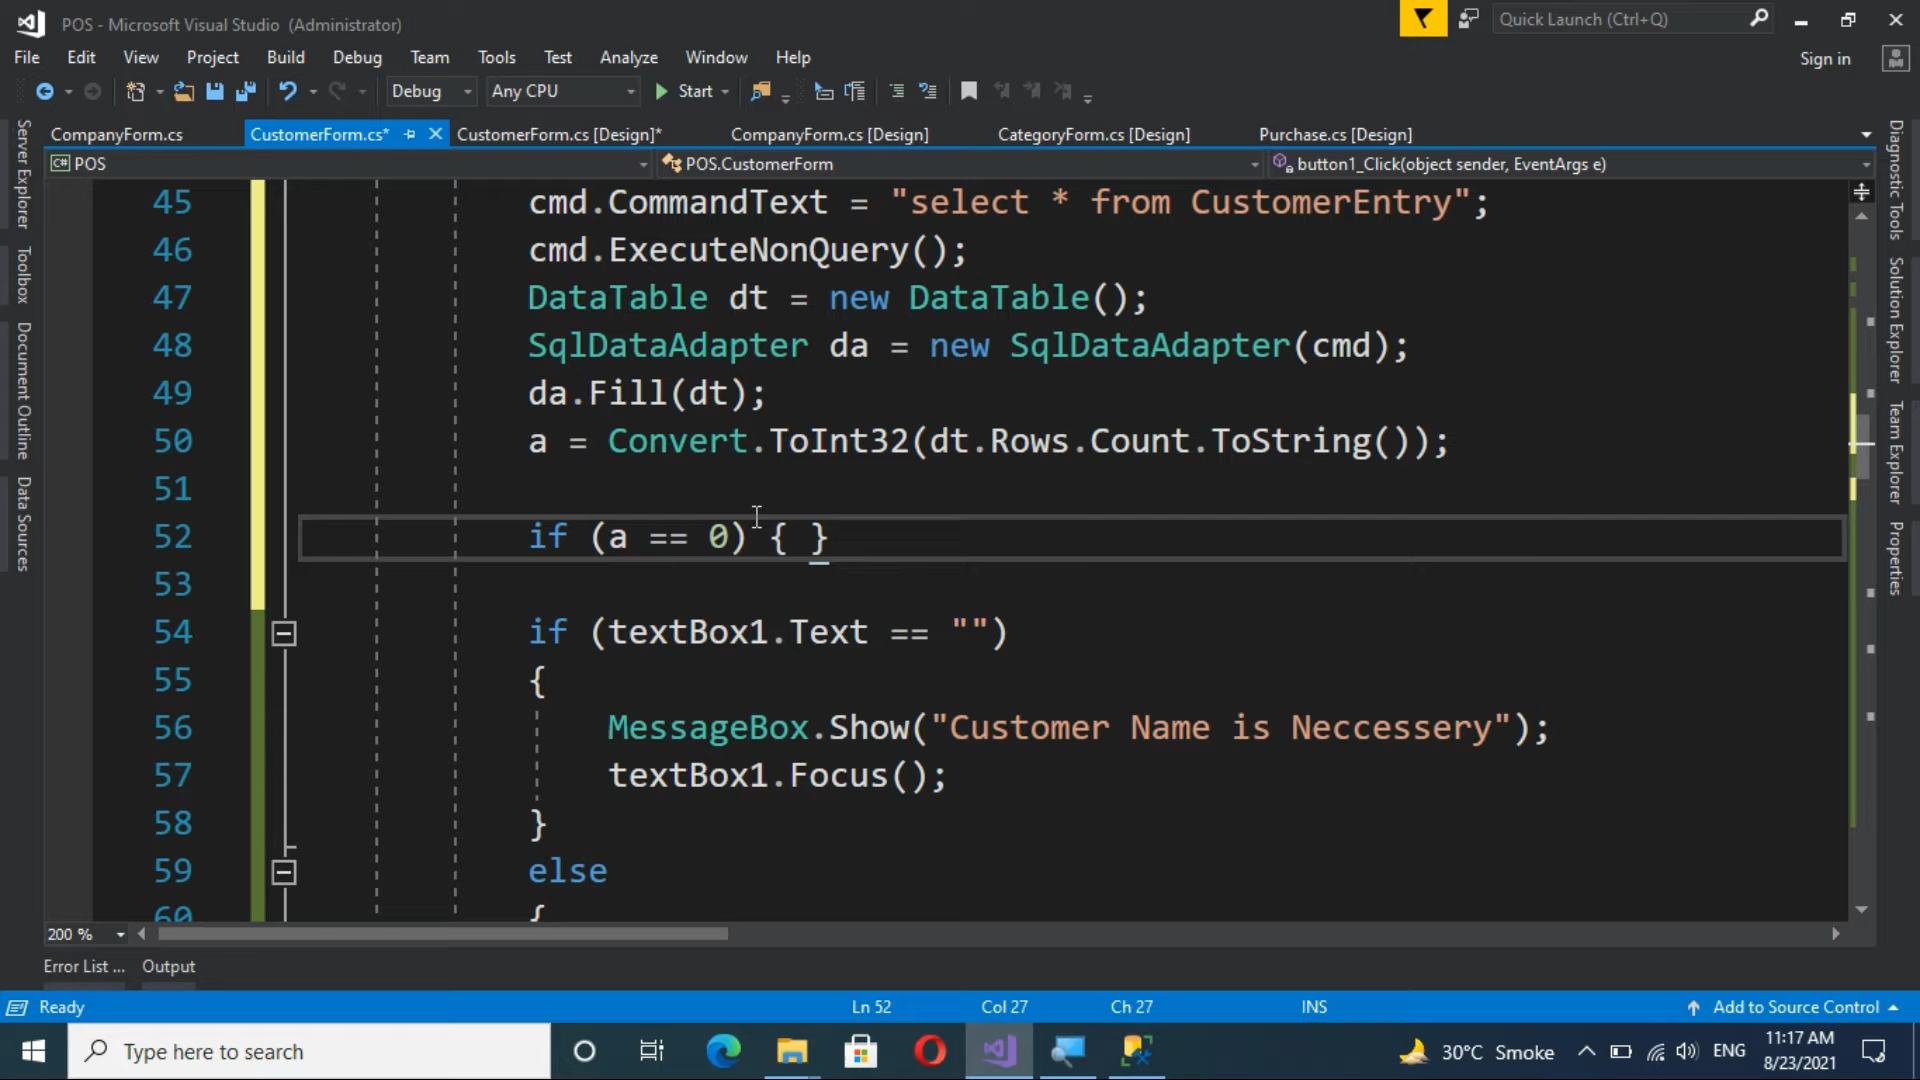 POS - Microsoft Visual Studio (Administrator)
Quick Launch (Ctrl+Q)
File Edit View Project Build Debug Team Tools Test Analyze Window Help
Sign in
Debug Any CPU Start
CompanyForm.cs CustomerForm.cs* CustomerForm.cs [Design]* CompanyForm.cs [Design] CategoryForm.cs [Design] Purchase.cs [Design]
C# POS POS.CustomerForm button1_Click(object sender, EventArgs e)
Server Explorer
Toolbox
Document Outline
Data Sources
45 cmd.CommandText = "select * from CustomerEntry";
46 cmd.ExecuteNonQuery();
47 DataTable dt = new DataTable();
48 SqlDataAdapter da = new SqlDataAdapter(cmd);
49 da.Fill(dt);
50 a = Convert.ToInt32(dt.Rows.Count.ToString());
51
52 if (a == 0) { }
53
54 if (textBox1.Text == "")
55 {
56 MessageBox.Show("Customer Name is Neccessery");
57 textBox1.Focus();
58 }
59 else
60 {
Diagnostic Tools
Solution Explorer
Team Explorer
Properties
200 %
Error List ... Output
Ready Ln 52 Col 27 Ch 27 INS Add to Source Control
Type here to search
30°C Smoke ENG 11:17 AM
8/23/2021